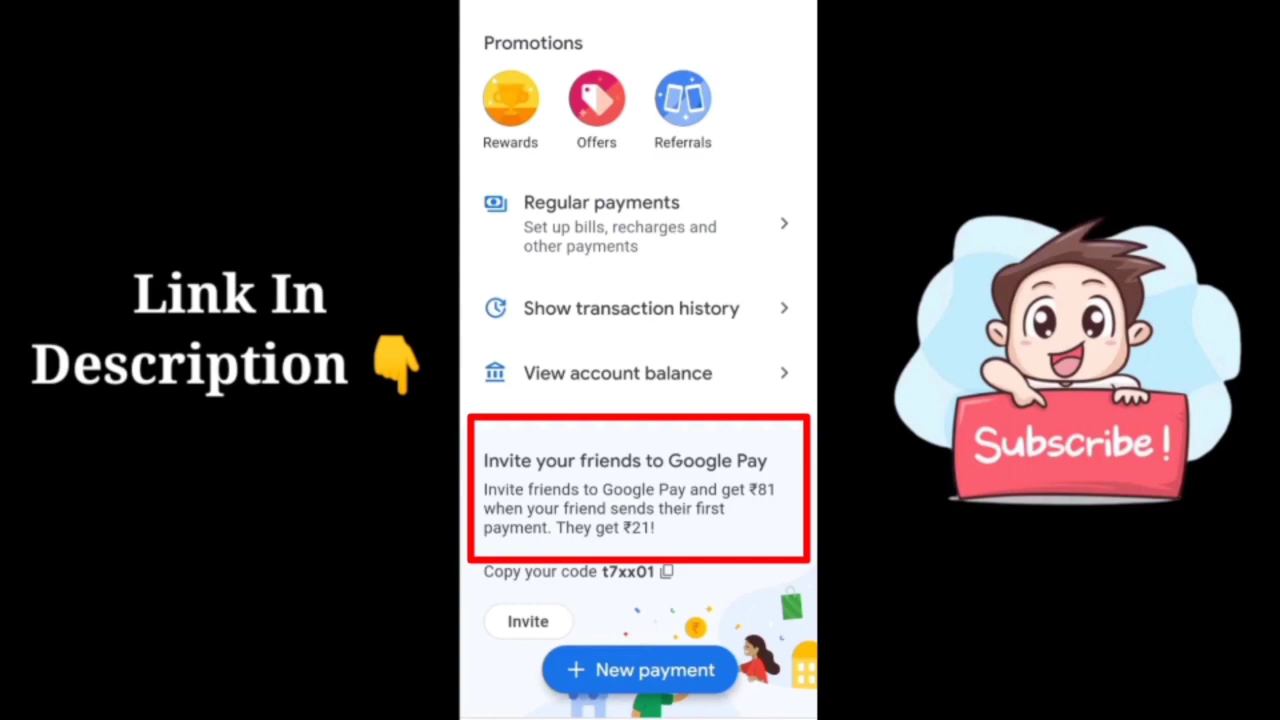 Link In
Description 👇
Promotions
Rewards
Offers
Referrals
Regular payments
Set up bills, recharges and
other payments
Show transaction history
View account balance
Invite your friends to Google Pay
Invite friends to Google Pay and get ₹81
when your friend sends their first
payment. They get ₹21!
Copy your code t7xx01
Invite
+ New payment
Subscribe !